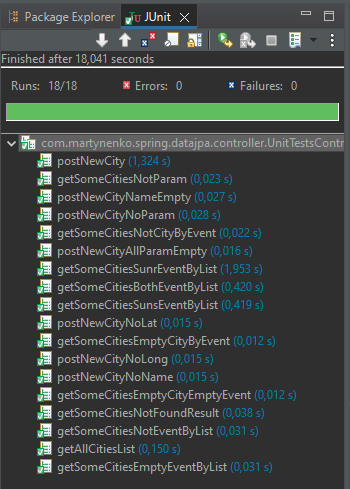 Package Explorer JUnit
Finished after 18,041 seconds
Runs: 18/18 Errors: 0 Failures: 0
com.martynenko.spring.datajpa.controller.UnitTestsContr
postNewCity (1,324 s)
getSomeCitiesNotParam (0,023 s)
postNewCityNameEmpty (0,027 s)
postNewCityNoParam (0,028 s)
getSomeCitiesNotCityByEvent (0,022 s)
postNewCityAllParamEmpty (0,016 s)
getSomeCitiesSunrEventByList (1,953 s)
getSomeCitiesBothEventByList (0,420 s)
getSomeCitiesSunsEventByList (0,419 s)
postNewCityNoLat (0,015 s)
getSomeCitiesEmptyCityByEvent (0,012 s)
postNewCityNoLong (0,015 s)
postNewCityNoName (0,015 s)
getSomeCitiesEmptyCityEmptyEvent (0,012 s)
getSomeCitiesNotFoundResult (0,038 s)
getSomeCitiesNotEventByList (0,031 s)
getAllCitiesList (0,150 s)
getSomeCitiesEmptyEventByList (0,031 s)